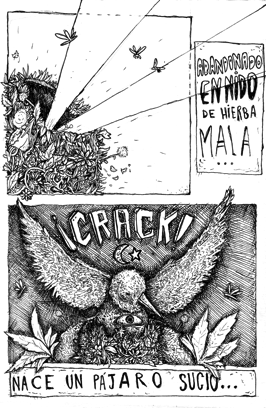 ABANDONADO
EN NIDO
DE HIERBA
MALA
...
¡CRACK!
NACE UN PÁJARO SUCIO...